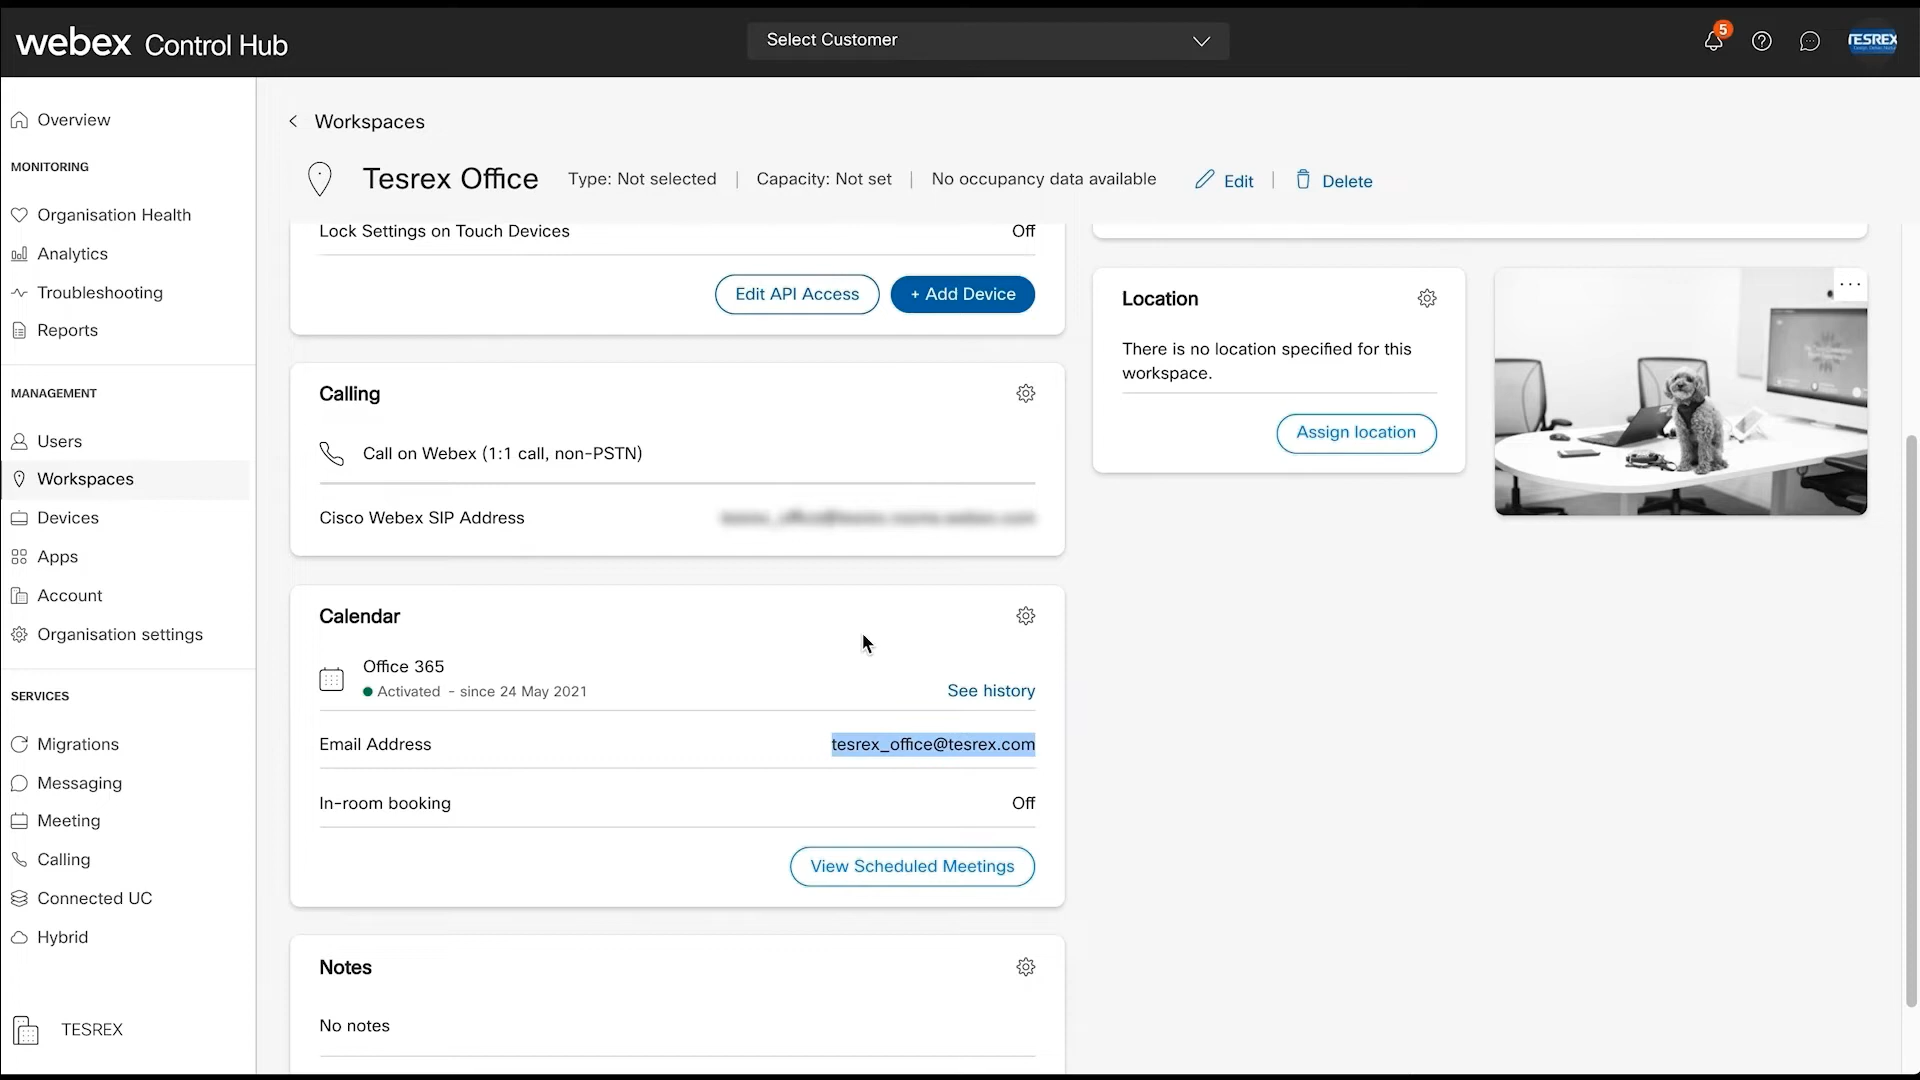 webex Control Hub
Select Customer
5
TESREX
Overview
MONITORING
Organisation Health
Analytics
Troubleshooting
Reports
MANAGEMENT
Users
Workspaces
Devices
Apps
Account
Organisation settings
SERVICES
Migrations
Messaging
Meeting
Calling
Connected UC
Hybrid
TESREX
Workspaces
Tesrex Office Type: Not selected | Capacity: Not set | No occupancy data available Edit | Delete
Lock Settings on Touch Devices Off
Edit API Access + Add Device
Calling
Call on Webex (1:1 call, non-PSTN)
Cisco Webex SIP Address
Calendar
Office 365
Activated - since 24 May 2021 See history
Email Address tesrex_office@tesrex.com
In-room booking Off
View Scheduled Meetings
Notes
No notes
Location
There is no location specified for this
workspace.
Assign location